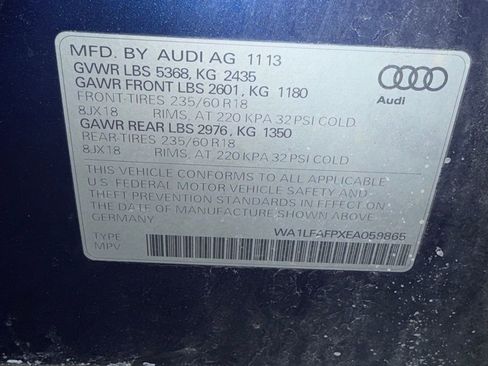 MFD. BY AUDI AG 11 13
GVWR LBS 5368, KG 2435
GAWR FRONT LBS 2601, KG 1180
FRONT-TIRES 235/60 R18
8JX18 RIMS, AT 220 KPA 32 PSI COLD
GAWR REAR LBS 2976, KG 1350
REAR-TIRES 235/60 R18
8JX18 RIMS, AT 220 KPA 32 PSI COLD
THIS VEHICLE CONFORMS TO ALL APPLICABLE
U.S. FEDERAL MOTOR VEHICLE SAFETY AND
THEFT PREVENTION STANDARDS IN EFFECT ON
THE DATE OF MANUFACTURE SHOWN ABOVE
GERMANY
TYPE WA1LFAFPXEA059865
MPV
Audi